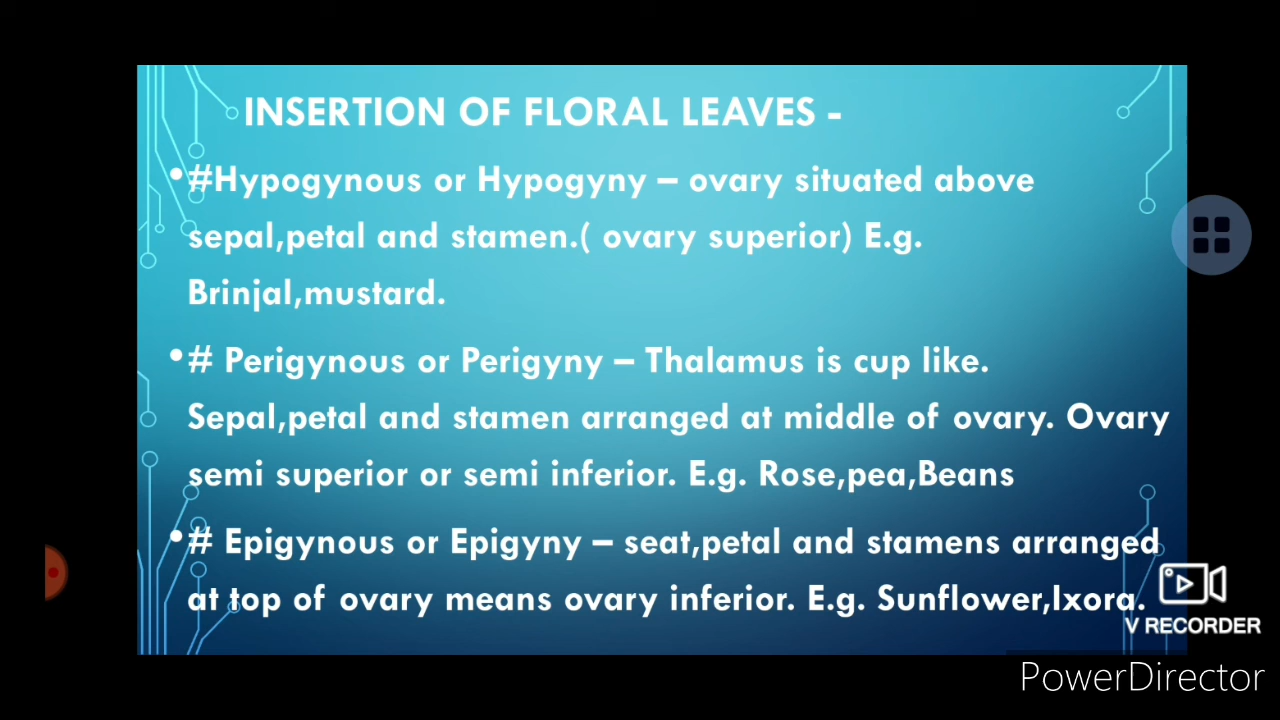 INSERTION OF FLORAL LEAVES -
•#Hypogynous or Hypogyny – ovary situated above
sepal,petal and stamen.( ovary superior) E.g.
Brinjal,mustard.
•# Perigynous or Perigyny – Thalamus is cup like.
Sepal,petal and stamen arranged at middle of ovary. Ovary
semi superior or semi inferior. E.g. Rose,pea,Beans
•# Epigynous or Epigyny – seat,petal and stamens arranged
at top of ovary means ovary inferior. E.g. Sunflower,Ixora.
V RECORDER
PowerDirector